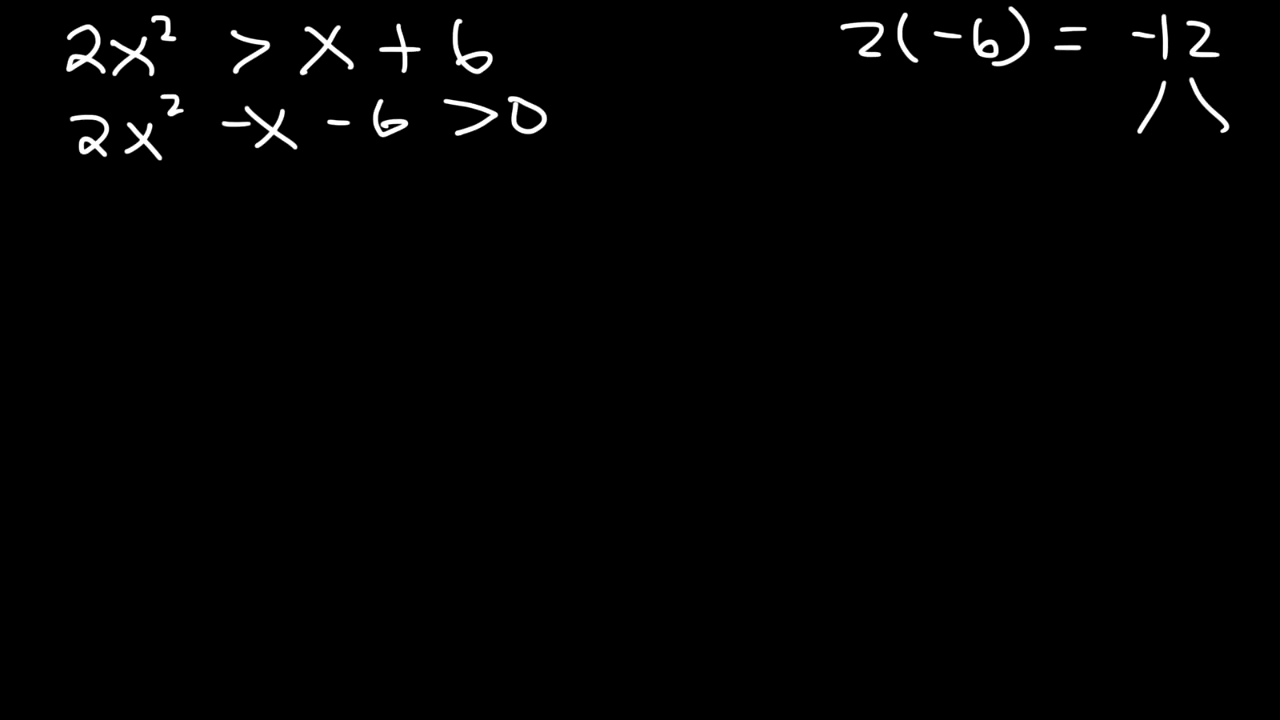 2x² > x + 6
2x² - x - 6 > 0
2(-6) = -12